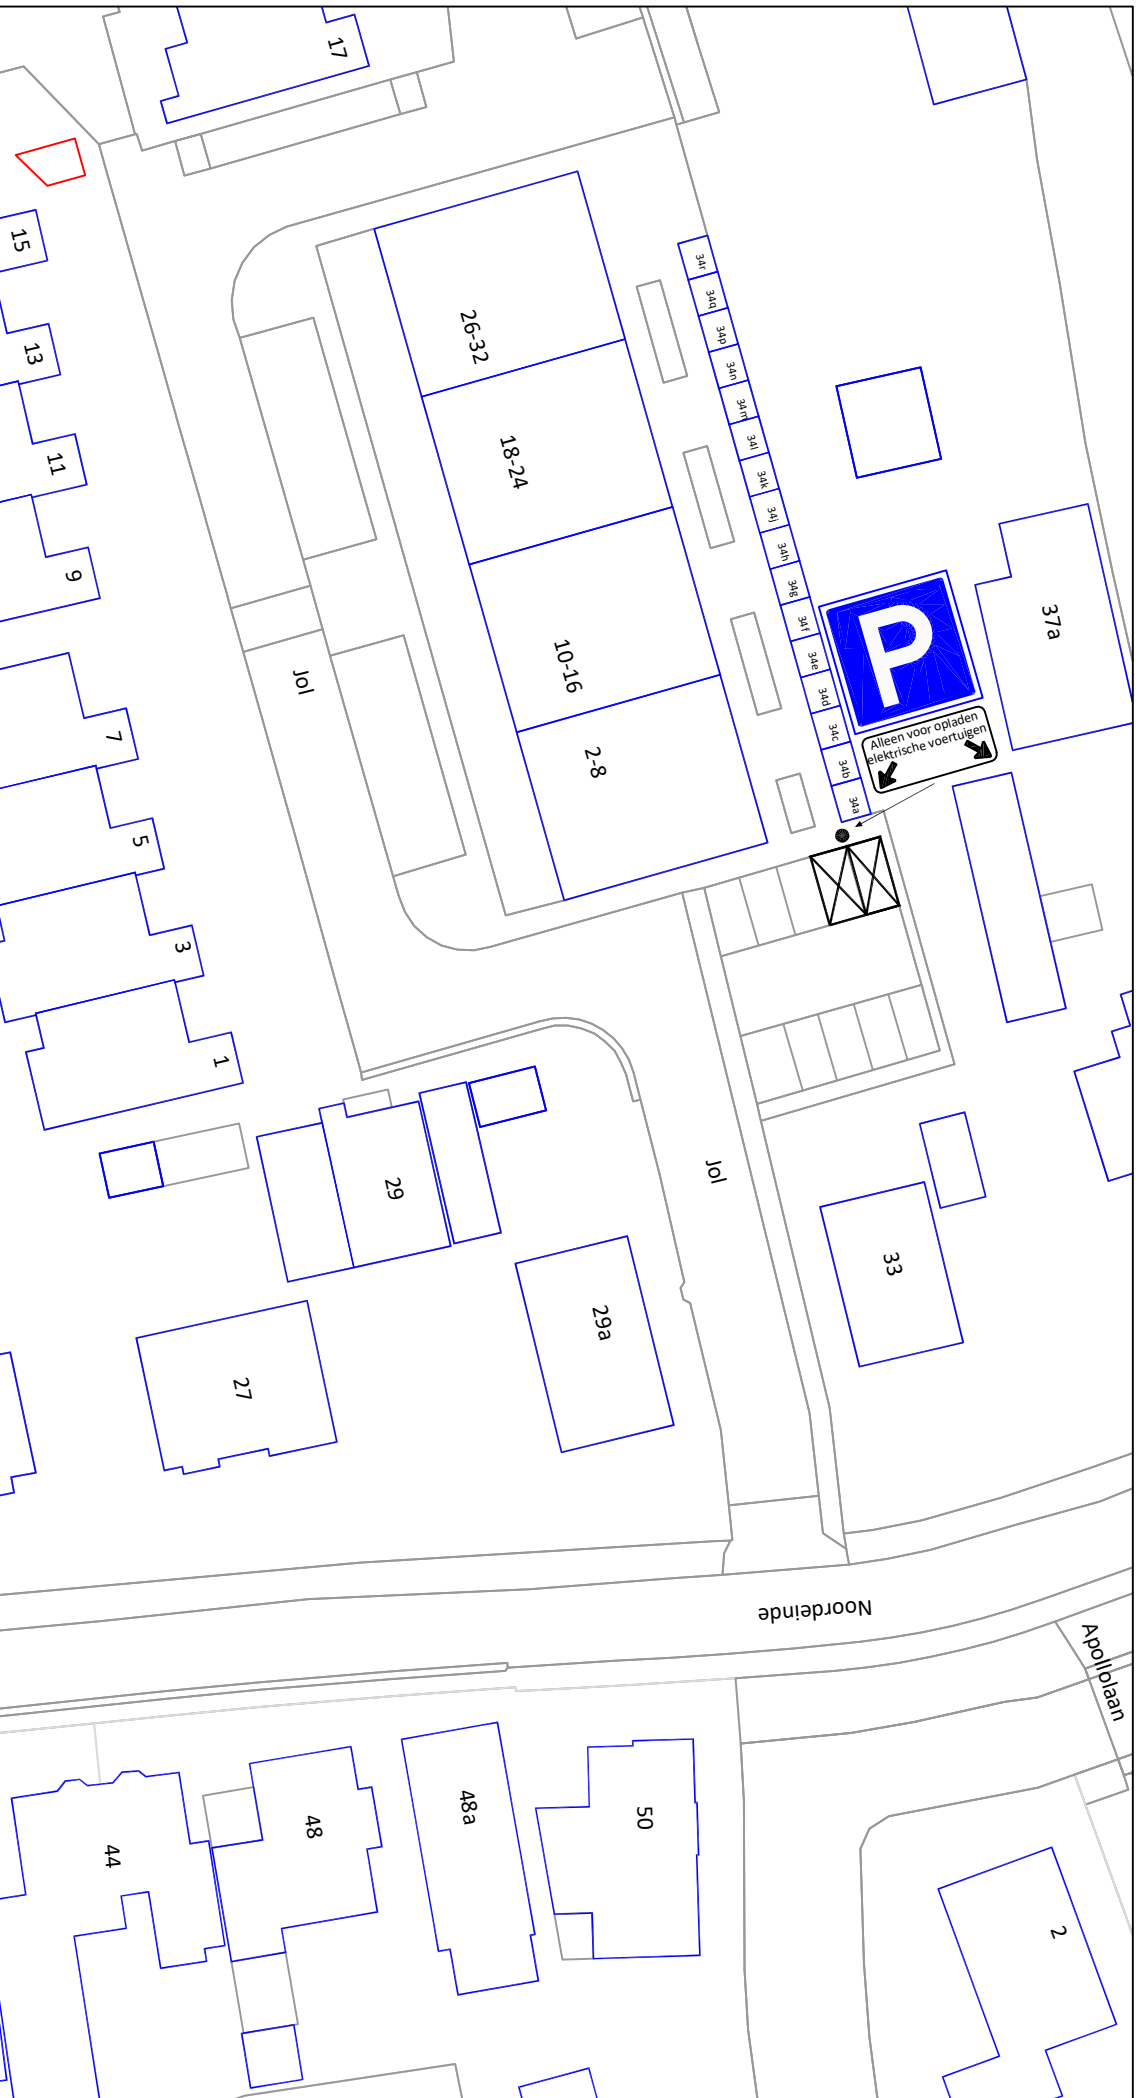 17
15
13
11
9
7
5
3
1
26-32
18-24
10-16
2-8
34r
34q
34p
34n
34m
34l
34k
34j
34h
34g
34f
34e
34d
34c
34b
34a
37a
P
Alleen voor opladen
elektrische voertuigen
Jol
Jol
29
29a
27
33
Noordeinde
Apollolaan
44
48
48a
50
2